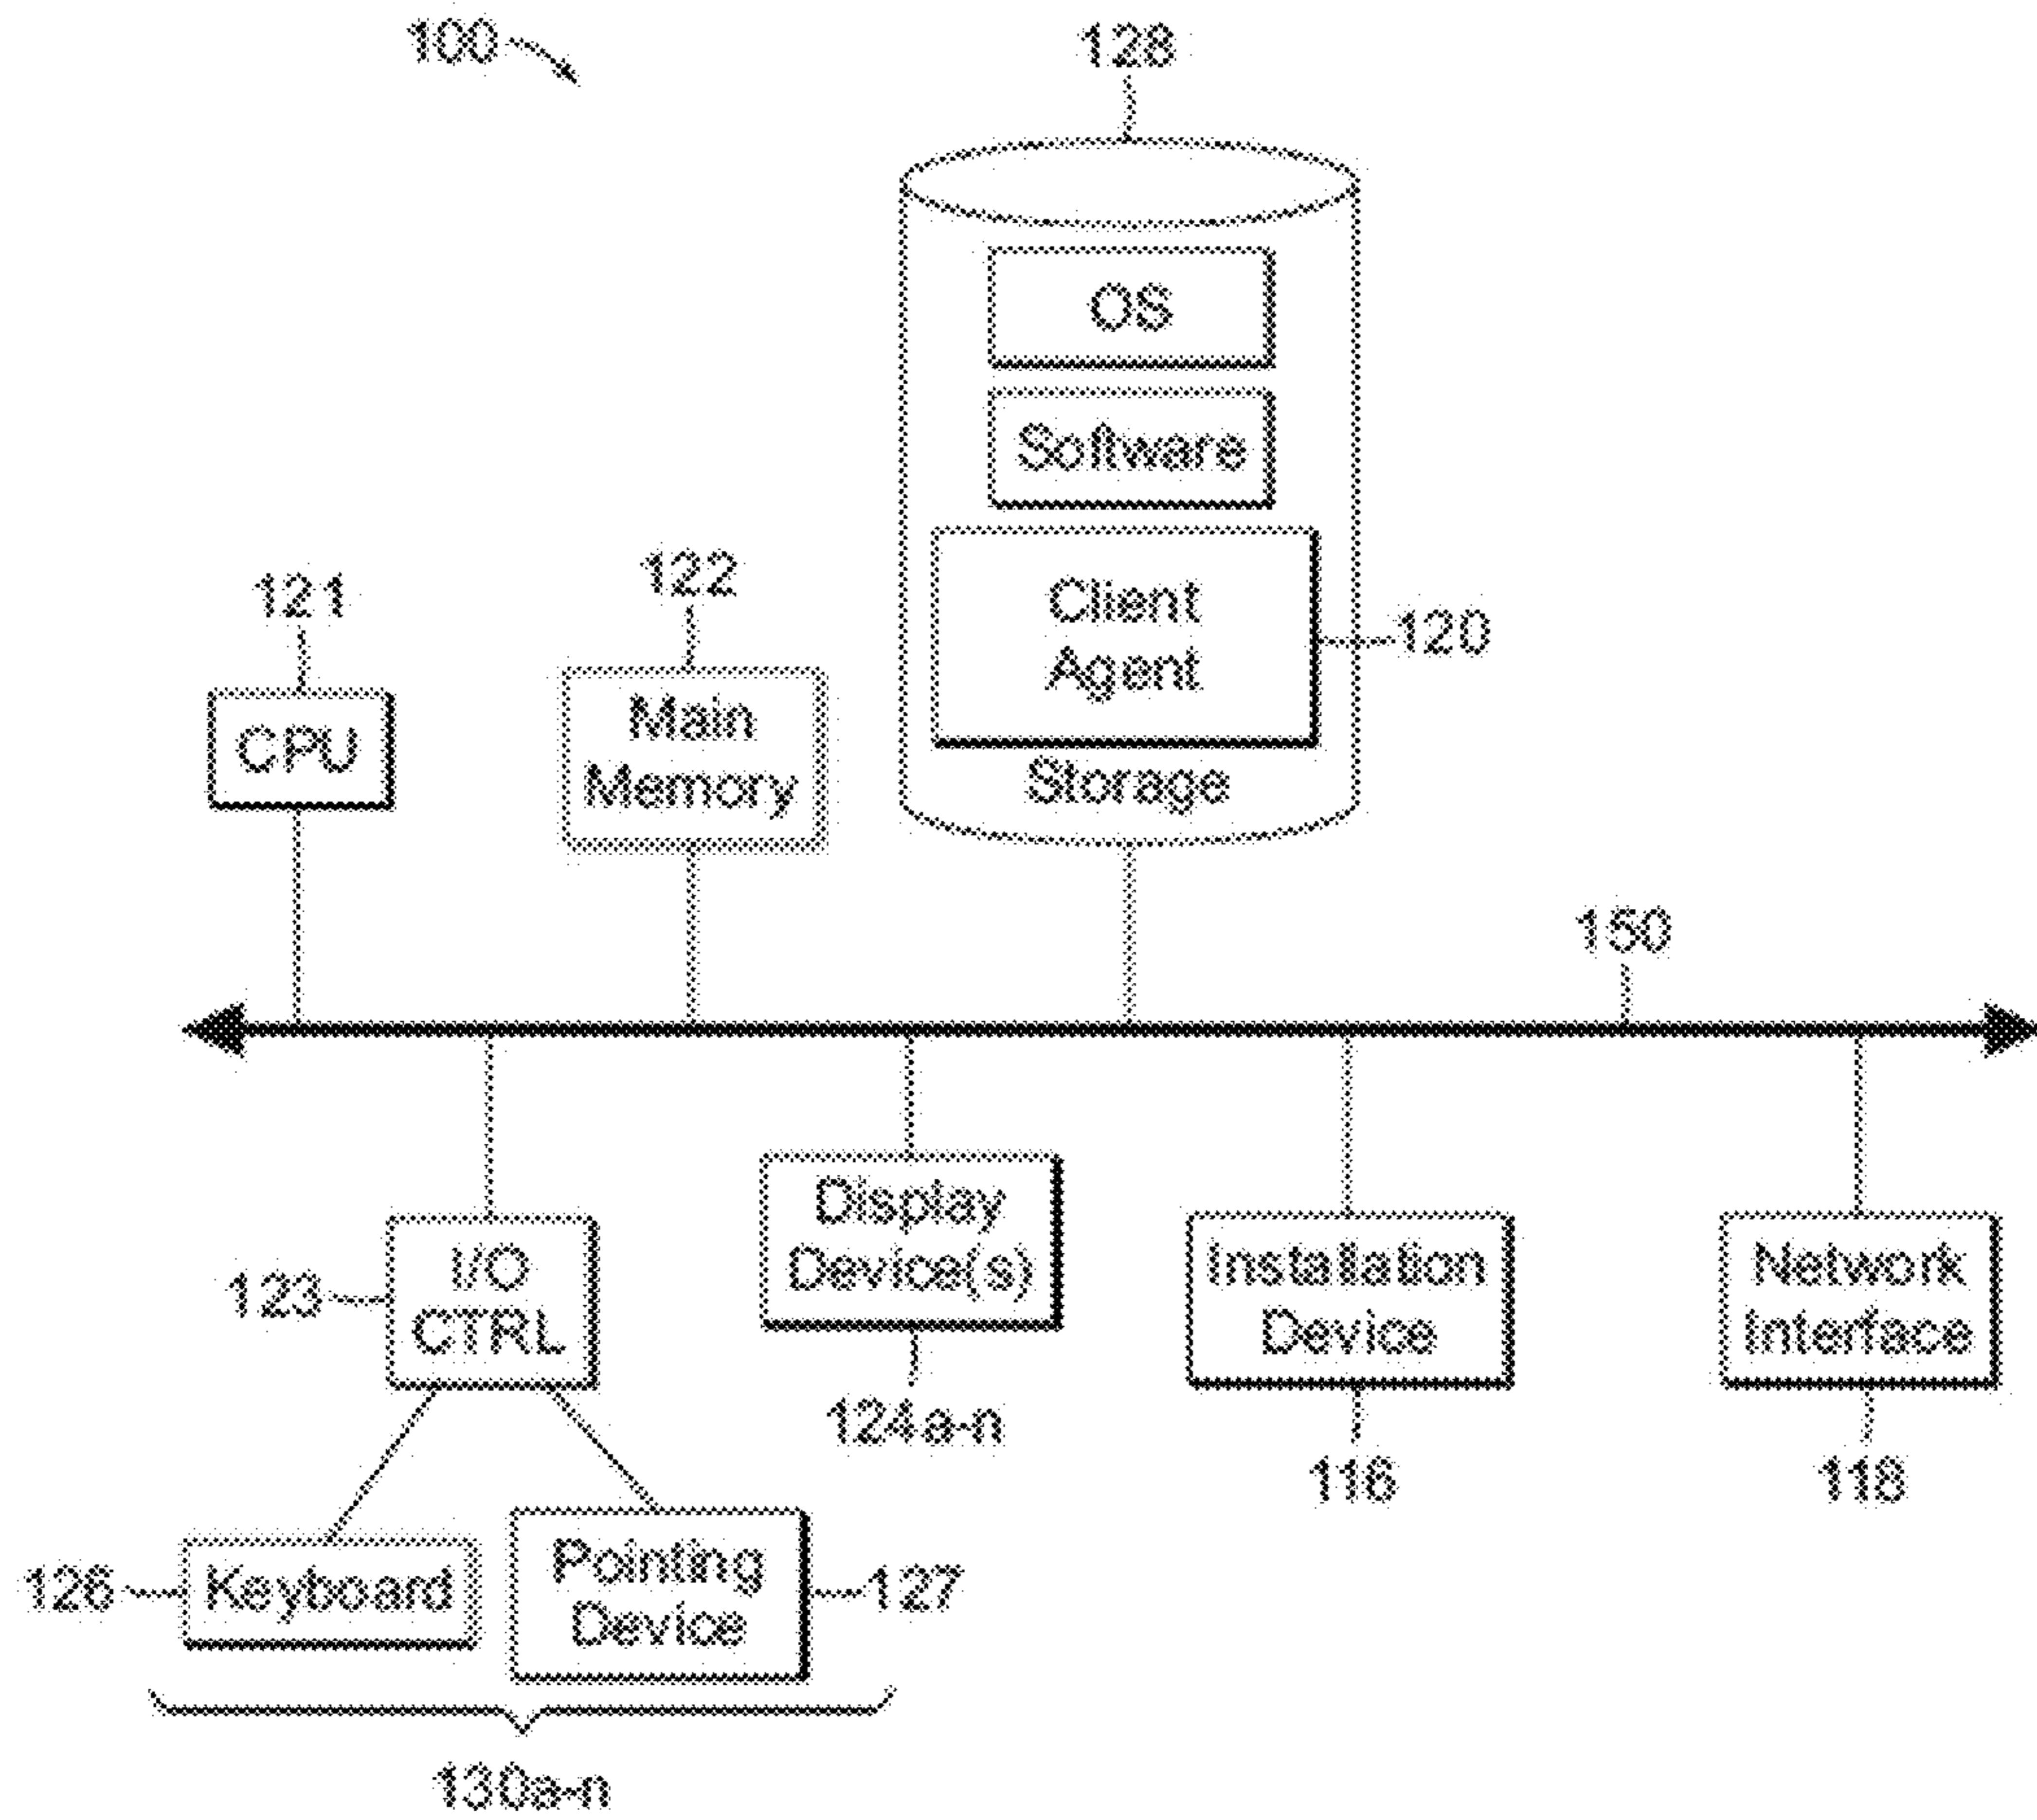 100
128
OS
Software
Client
Agent
120
Storage
121
CPU
122
Main
Memory
150
I/O
CTRL
123
Display
Device(s)
124a-n
Installation
Device
116
Network
Interface
118
126
Keyboard
Pointing
Device
127
130a-n